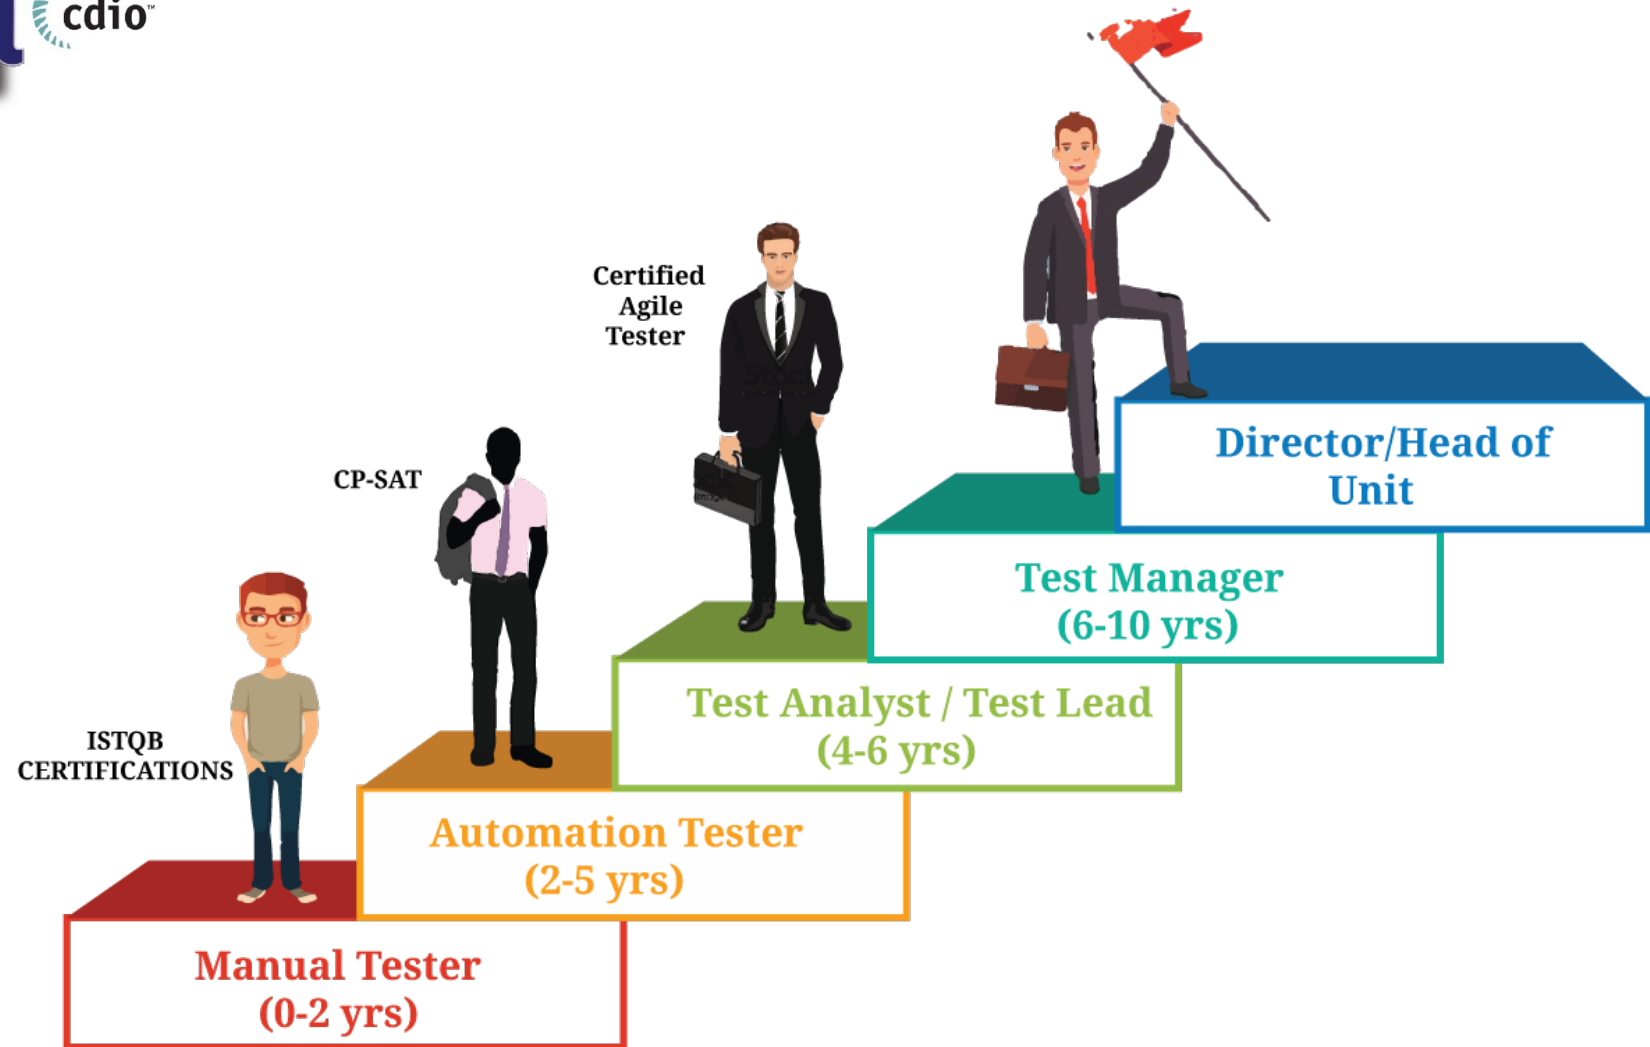 cdio™
Certified
Agile
Tester
CP-SAT
ISTQB
CERTIFICATIONS
Director/Head of
Unit
Test Manager
(6-10 yrs)
Test Analyst / Test Lead
(4-6 yrs)
Automation Tester
(2-5 yrs)
Manual Tester
(0-2 yrs)